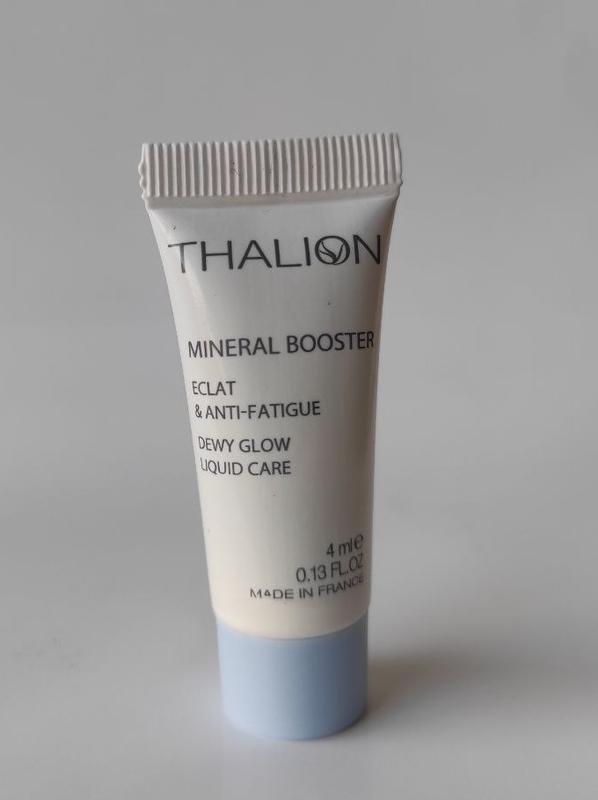 THALION
MINERAL BOOSTER
ECLAT
& ANTI-FATIGUE
DEWY GLOW
LIQUID CARE
4 ml℮
0.13 FL.OZ
MADE IN FRANCE